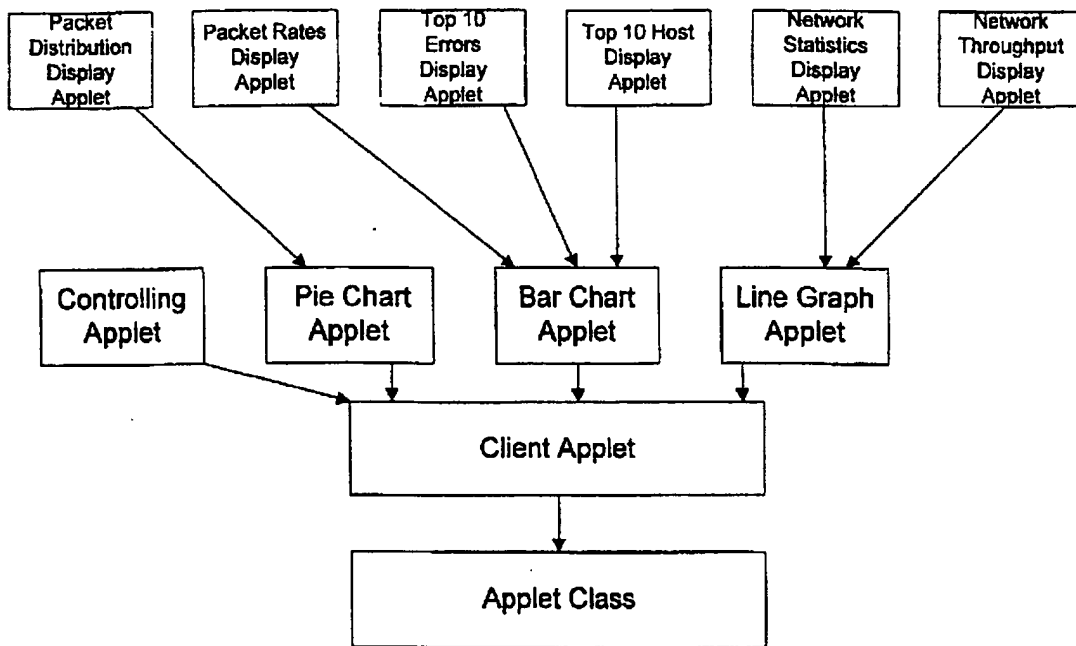 Packet
Distribution
Display
Applet
Packet Rates
Display
Applet
Top 10
Errors
Display
Applet
Top 10 Host
Display
Applet
Network
Statistics
Display
Applet
Network
Throughput
Display
Applet
Controlling
Applet
Pie Chart
Applet
Bar Chart
Applet
Line Graph
Applet
Client Applet
Applet Class